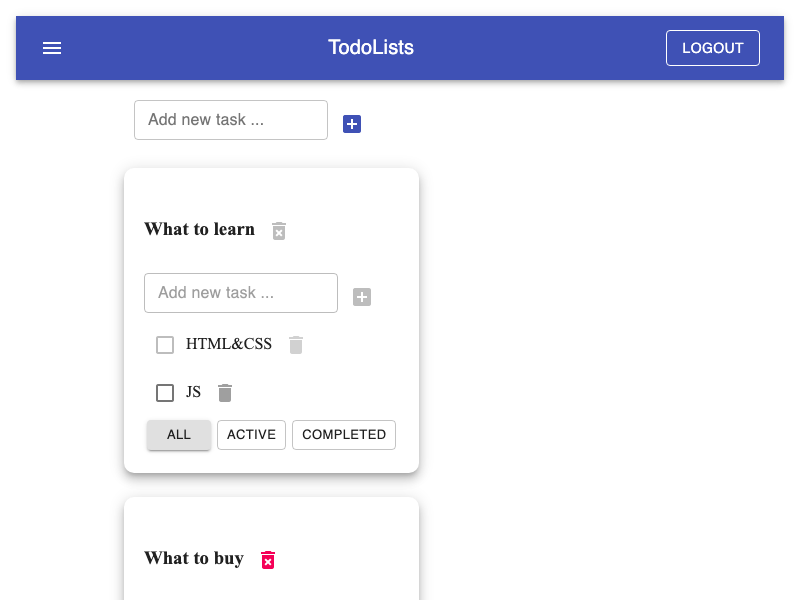 TodoLists
LOGOUT
Add new task ...
What to learn
Add new task ...
HTML&CSS
JS
ALL ACTIVE COMPLETED
What to buy